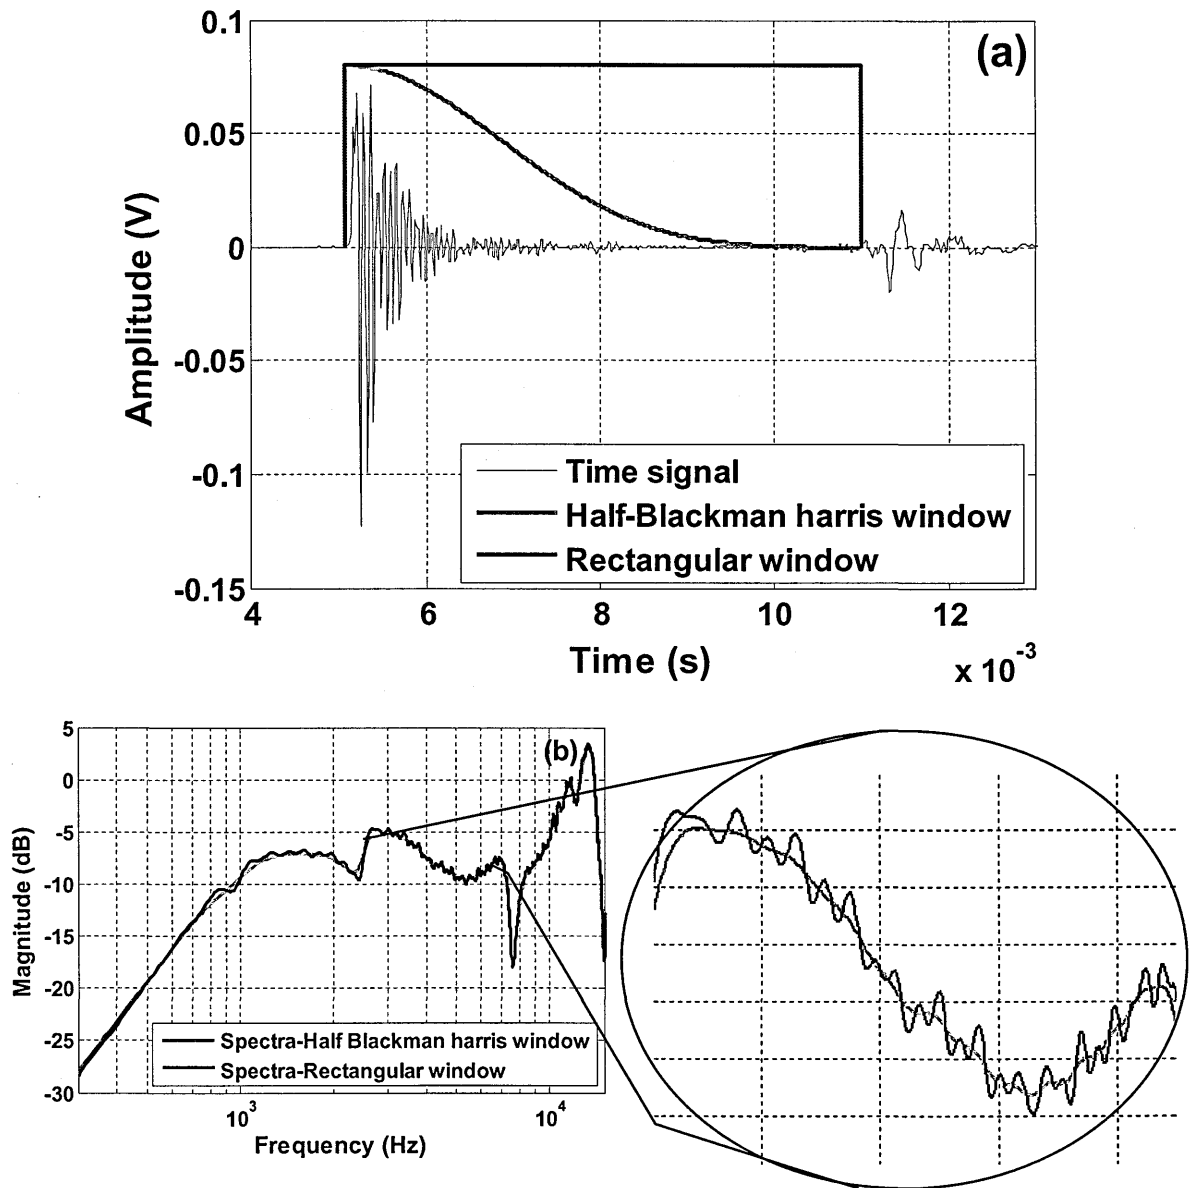 (a)
0.1
0.05
0
-0.05
-0.1
-0.15
Amplitude (V)
Time signal
Half-Blackman harris window
Rectangular window
4 6 8 10 12
Time (s)
x 10-3
(b)
5
0
-5
-10
-15
-20
-25
-30
Magnitude (dB)
Spectra-Half Blackman harris window
Spectra-Rectangular window
10^3 10^4
Frequency (Hz)